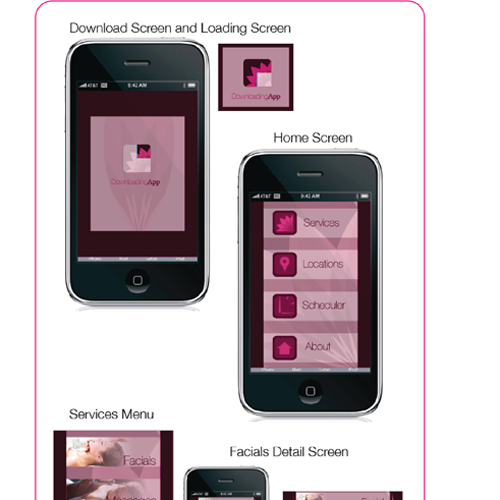 Download Screen and Loading Screen
AT&T
9:42 AM
DownloadingApp
DownloadingApp
Home Screen
AT&T
9:42 AM
Services
Locations
Scheduler
About
Services Menu
Facials
Facials Detail Screen